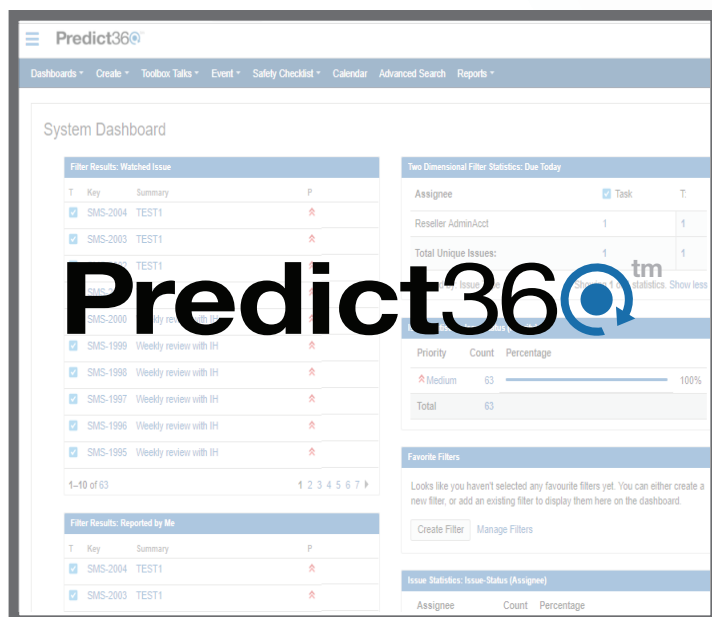 Predict360
Dashboards Create Toolbox Talks Event Safety Checklist Calendar Advanced Search Reports
System Dashboard
Filter Results: Watched Issue
T Key Summary P
SMS-2004 TEST1
SMS-2003 TEST1
TEST1
SMS-2000 Weekly review with IH
SMS-1999 Weekly review with IH
SMS-1998 Weekly review with IH
SMS-1997 Weekly review with IH
SMS-1996 Weekly review with IH
SMS-1995 Weekly review with IH
1–10 of 63 1 2 3 4 5 6 7
Filter Results: Reported by Me
T Key Summary P
SMS-2004 TEST1
SMS-2003 TEST1
Predict360 tm
Two Dimensional Filter Statistics: Due Today
Assignee Task T:
Reseller AdminAcct 1 1
Total Unique Issues: 1 1
statistics. Show less
Priority Count Percentage
Medium 63 100%
Total 63
Favorite Filters
Looks like you haven't selected any favourite filters yet. You can either create a
new filter, or add an existing filter to display them here on the dashboard.
Create Filter Manage Filters
Issue Statistics: Issue-Status (Assignee)
Assignee Count Percentage